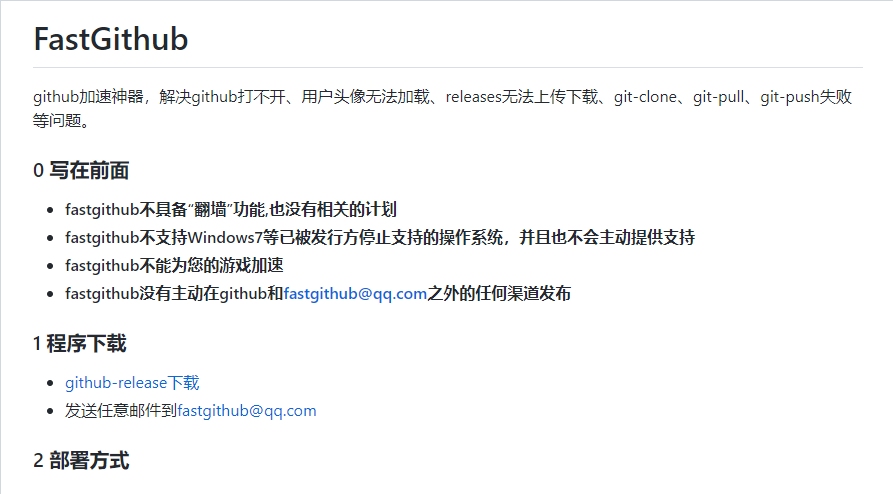 FastGithub
github加速神器，解决github打不开、用户头像无法加载、releases无法上传下载、git-clone、git-pull、git-push失败
等问题。
0 写在前面
fastgithub不具备“翻墙”功能,也没有相关的计划
fastgithub不支持Windows7等已被发行方停止支持的操作系统，并且也不会主动提供支持
fastgithub不能为您的游戏加速
fastgithub没有主动在github和fastgithub@qq.com之外的任何渠道发布
1 程序下载
github-release下载
发送任意邮件到fastgithub@qq.com
2 部署方式